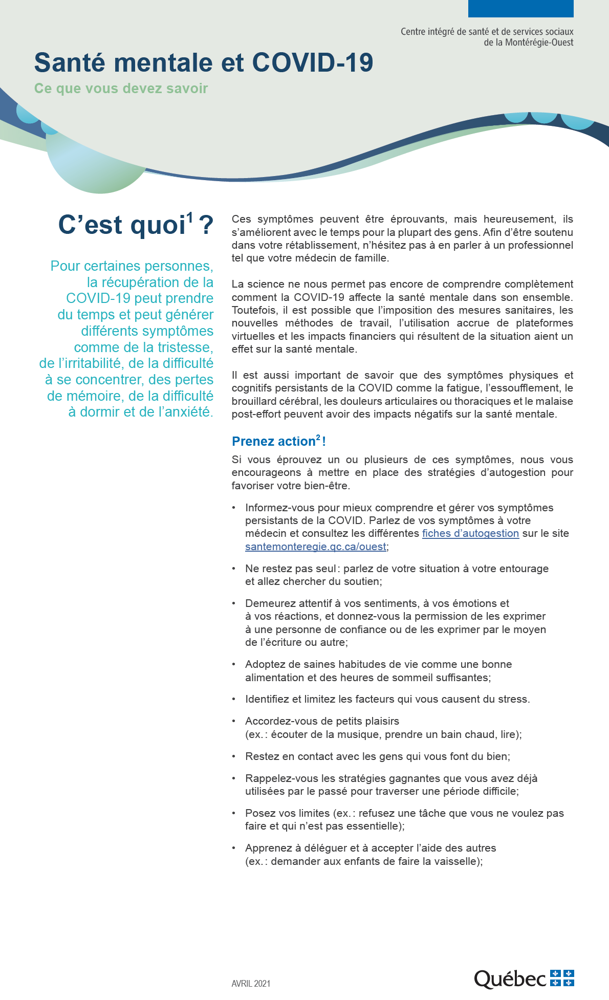 Centre intégré de santé et de services sociaux
de la Montérégie-Ouest
Santé mentale et COVID-19
Ce que vous devez savoir
C’est quoi¹ ?
Pour certaines personnes,
la récupération de la
COVID-19 peut prendre
du temps et peut générer
différents symptômes
comme de la tristesse,
de l’irritabilité, de la difficulté
à se concentrer, des pertes
de mémoire, de la difficulté
à dormir et de l’anxiété.
Ces symptômes peuvent être éprouvants, mais heureusement, ils
s’améliorent avec le temps pour la plupart des gens. Afin d’être soutenu
dans votre rétablissement, n’hésitez pas à en parler à un professionnel
tel que votre médecin de famille.
La science ne nous permet pas encore de comprendre complètement
comment la COVID-19 affecte la santé mentale dans son ensemble.
Toutefois, il est possible que l’imposition des mesures sanitaires, les
nouvelles méthodes de travail, l’utilisation accrue de plateformes
virtuelles et les impacts financiers qui résultent de la situation aient un
effet sur la santé mentale.
Il est aussi important de savoir que des symptômes physiques et
cognitifs persistants de la COVID comme la fatigue, l’essoufflement, le
brouillard cérébral, les douleurs articulaires ou thoraciques et le malaise
post-effort peuvent avoir des impacts négatifs sur la santé mentale.
Prenez action² !
Si vous éprouvez un ou plusieurs de ces symptômes, nous vous
encourageons à mettre en place des stratégies d’autogestion pour
favoriser votre bien-être.
• Informez-vous pour mieux comprendre et gérer vos symptômes
persistants de la COVID. Parlez de vos symptômes à votre
médecin et consultez les différentes fiches d’autogestion sur le site
santemonteregie.qc.ca/ouest;
• Ne restez pas seul : parlez de votre situation à votre entourage
et allez chercher du soutien;
• Demeurez attentif à vos sentiments, à vos émotions et
à vos réactions, et donnez-vous la permission de les exprimer
à une personne de confiance ou de les exprimer par le moyen
de l’écriture ou autre;
• Adoptez de saines habitudes de vie comme une bonne
alimentation et des heures de sommeil suffisantes;
• Identifiez et limitez les facteurs qui vous causent du stress.
• Accordez-vous de petits plaisirs
(ex. : écouter de la musique, prendre un bain chaud, lire);
• Restez en contact avec les gens qui vous font du bien;
• Rappelez-vous les stratégies gagnantes que vous avez déjà
utilisées par le passé pour traverser une période difficile;
• Posez vos limites (ex. : refusez une tâche que vous ne voulez pas
faire et qui n’est pas essentielle);
• Apprenez à déléguer et à accepter l’aide des autres
(ex. : demander aux enfants de faire la vaisselle);
AVRIL 2021
Québec